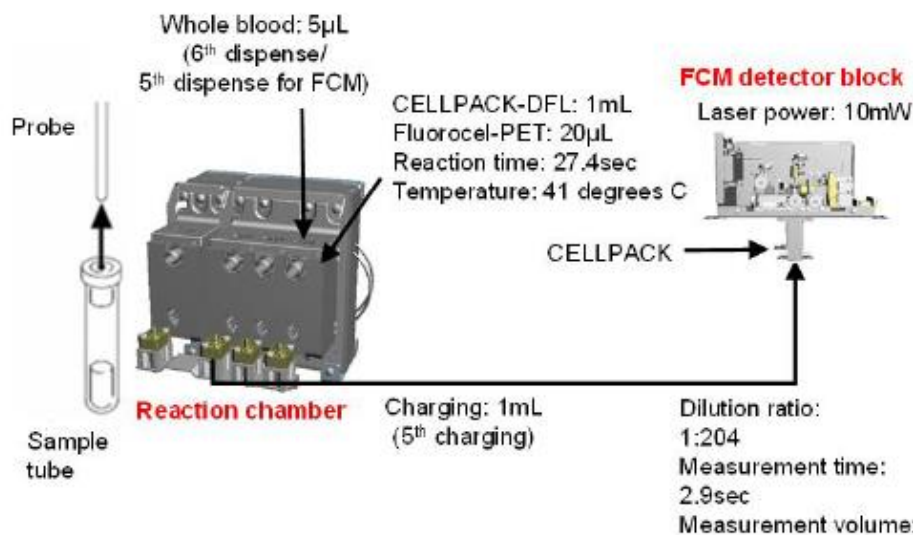 Whole blood: 5µL
(6th dispense/
5th dispense for FCM)
Probe
CELLPACK-DFL: 1mL
Fluorocel-PET: 20µL
Reaction time: 27.4sec
Temperature: 41 degrees C
FCM detector block
Laser power: 10mW
CELLPACK
Reaction chamber
Sample
tube
Charging: 1mL
(5th charging)
Dilution ratio:
1:204
Measurement time:
2.9sec
Measurement volume: